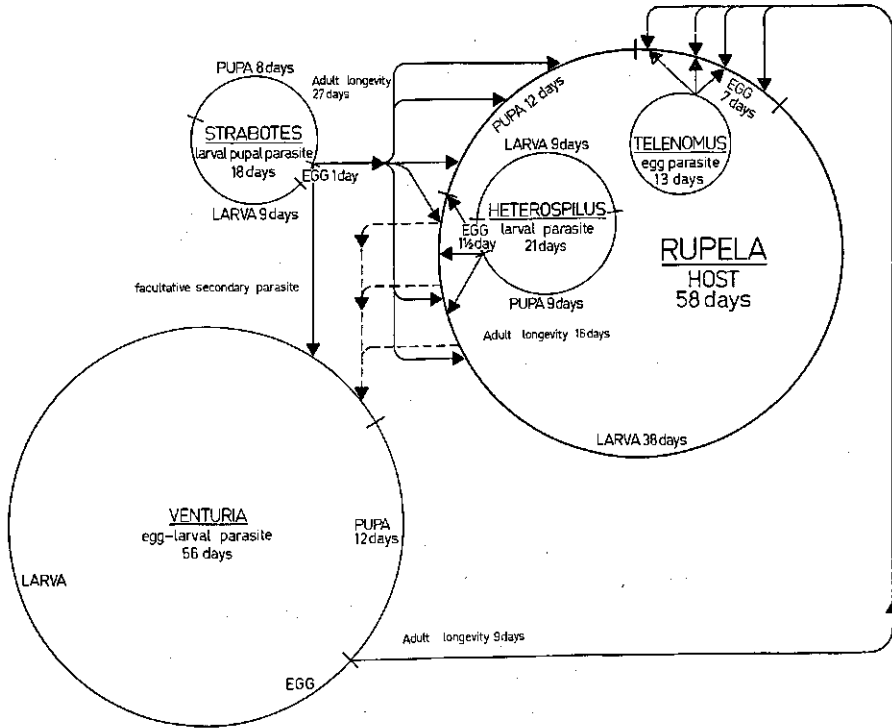 PUPA 8 days
STRABOTES
larval pupal parasite
18 days
EGG 1 day
LARVA 9 days
Adult longevity
27 days
PUPA 12 days
EGG
7 days
TELENOMUS
egg parasite
13 days
LARVA 9 days
HETEROSPILUS
larval parasite
21 days
EGG
1½ day
PUPA 9 days
RUPELA
HOST
58 days
facultative secondary parasite
Adult longevity 16 days
LARVA 38 days
VENTURIA
egg-larval parasite
56 days
PUPA
12 days
LARVA
EGG
Adult longevity 9 days